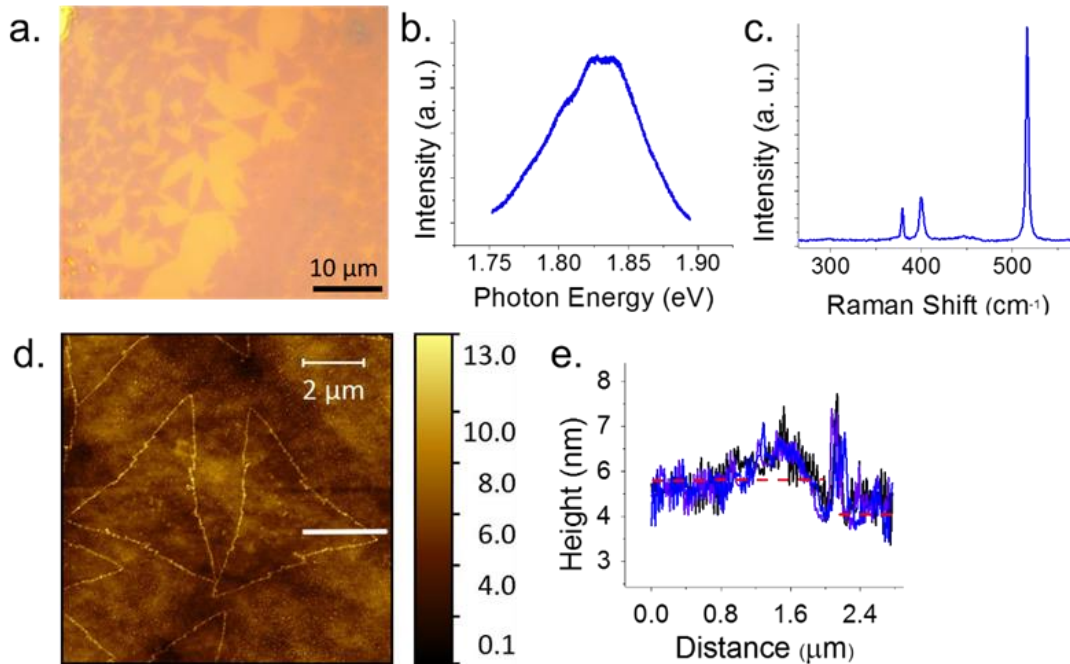 a.
10 μm
b.
Intensity (a. u.)
1.75 1.80 1.85 1.90
Photon Energy (eV)
c.
Intensity (a. u.)
300 400 500
Raman Shift (cm-1)
d.
2 μm
13.0
10.0
8.0
6.0
4.0
0.1
e.
Height (nm)
8
7
6
4
3
0.0 0.8 1.6 2.4
Distance (μm)